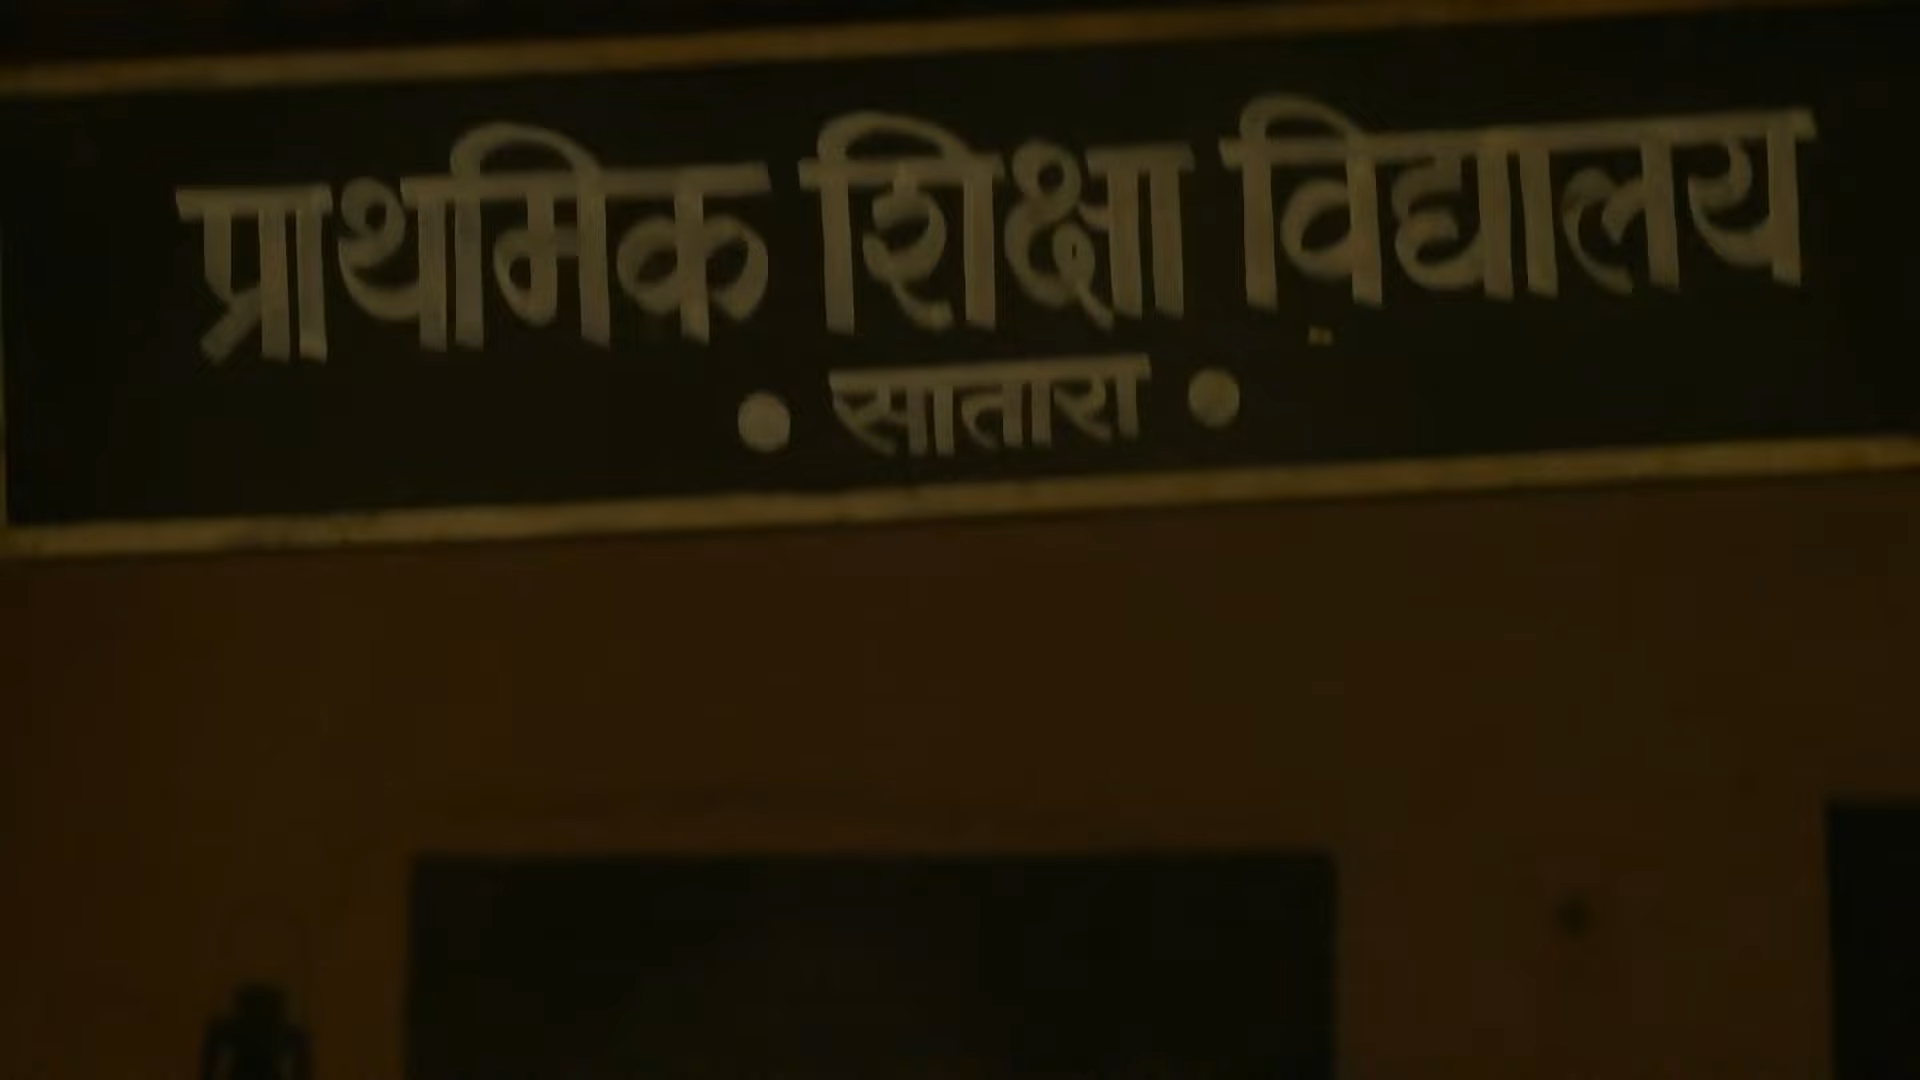 प्राथमिक शिक्षा विद्यालय
• सातारा •